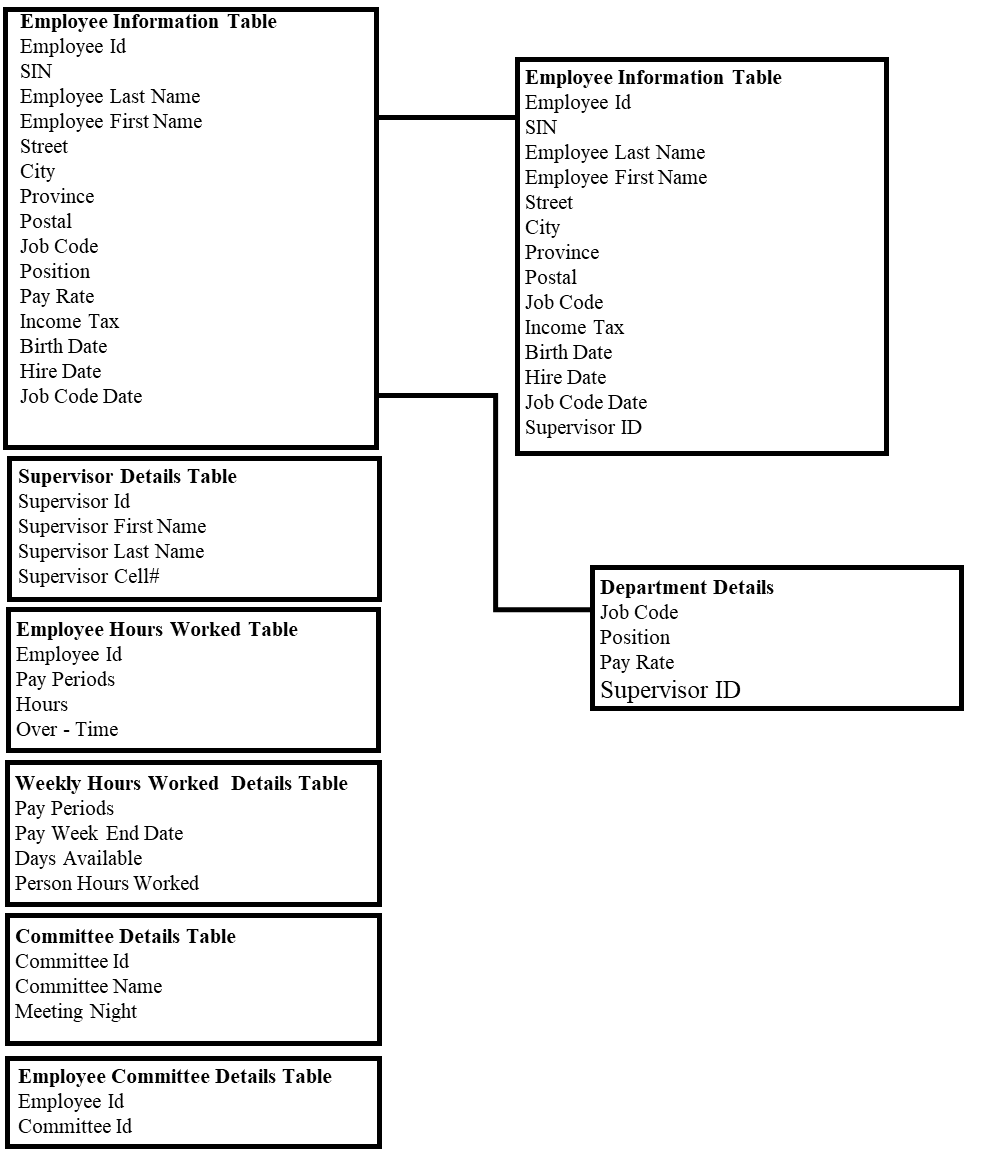 Employee Information Table
Employee Id
SIN
Employee Last Name
Employee First Name
Street
City
Province
Postal
Job Code
Position
Pay Rate
Income Tax
Birth Date
Hire Date
Job Code Date
Supervisor Details Table
Supervisor Id
Supervisor First Name
Supervisor Last Name
Supervisor Cell#
Employee Hours Worked Table
Employee Id
Pay Periods
Hours
Over - Time
Weekly Hours Worked  Details Table
Pay Periods
Pay Week End Date
Days Available
Person Hours Worked
Committee Details Table
Committee Id
Committee Name
Meeting Night
Employee Committee Details Table
Employee Id
Committee Id
Employee Information Table
Employee Id
SIN
Employee Last Name
Employee First Name
Street
City
Province
Postal
Job Code
Income Tax
Birth Date
Hire Date
Job Code Date
Supervisor ID
Department Details
Job Code
Position
Pay Rate
Supervisor ID